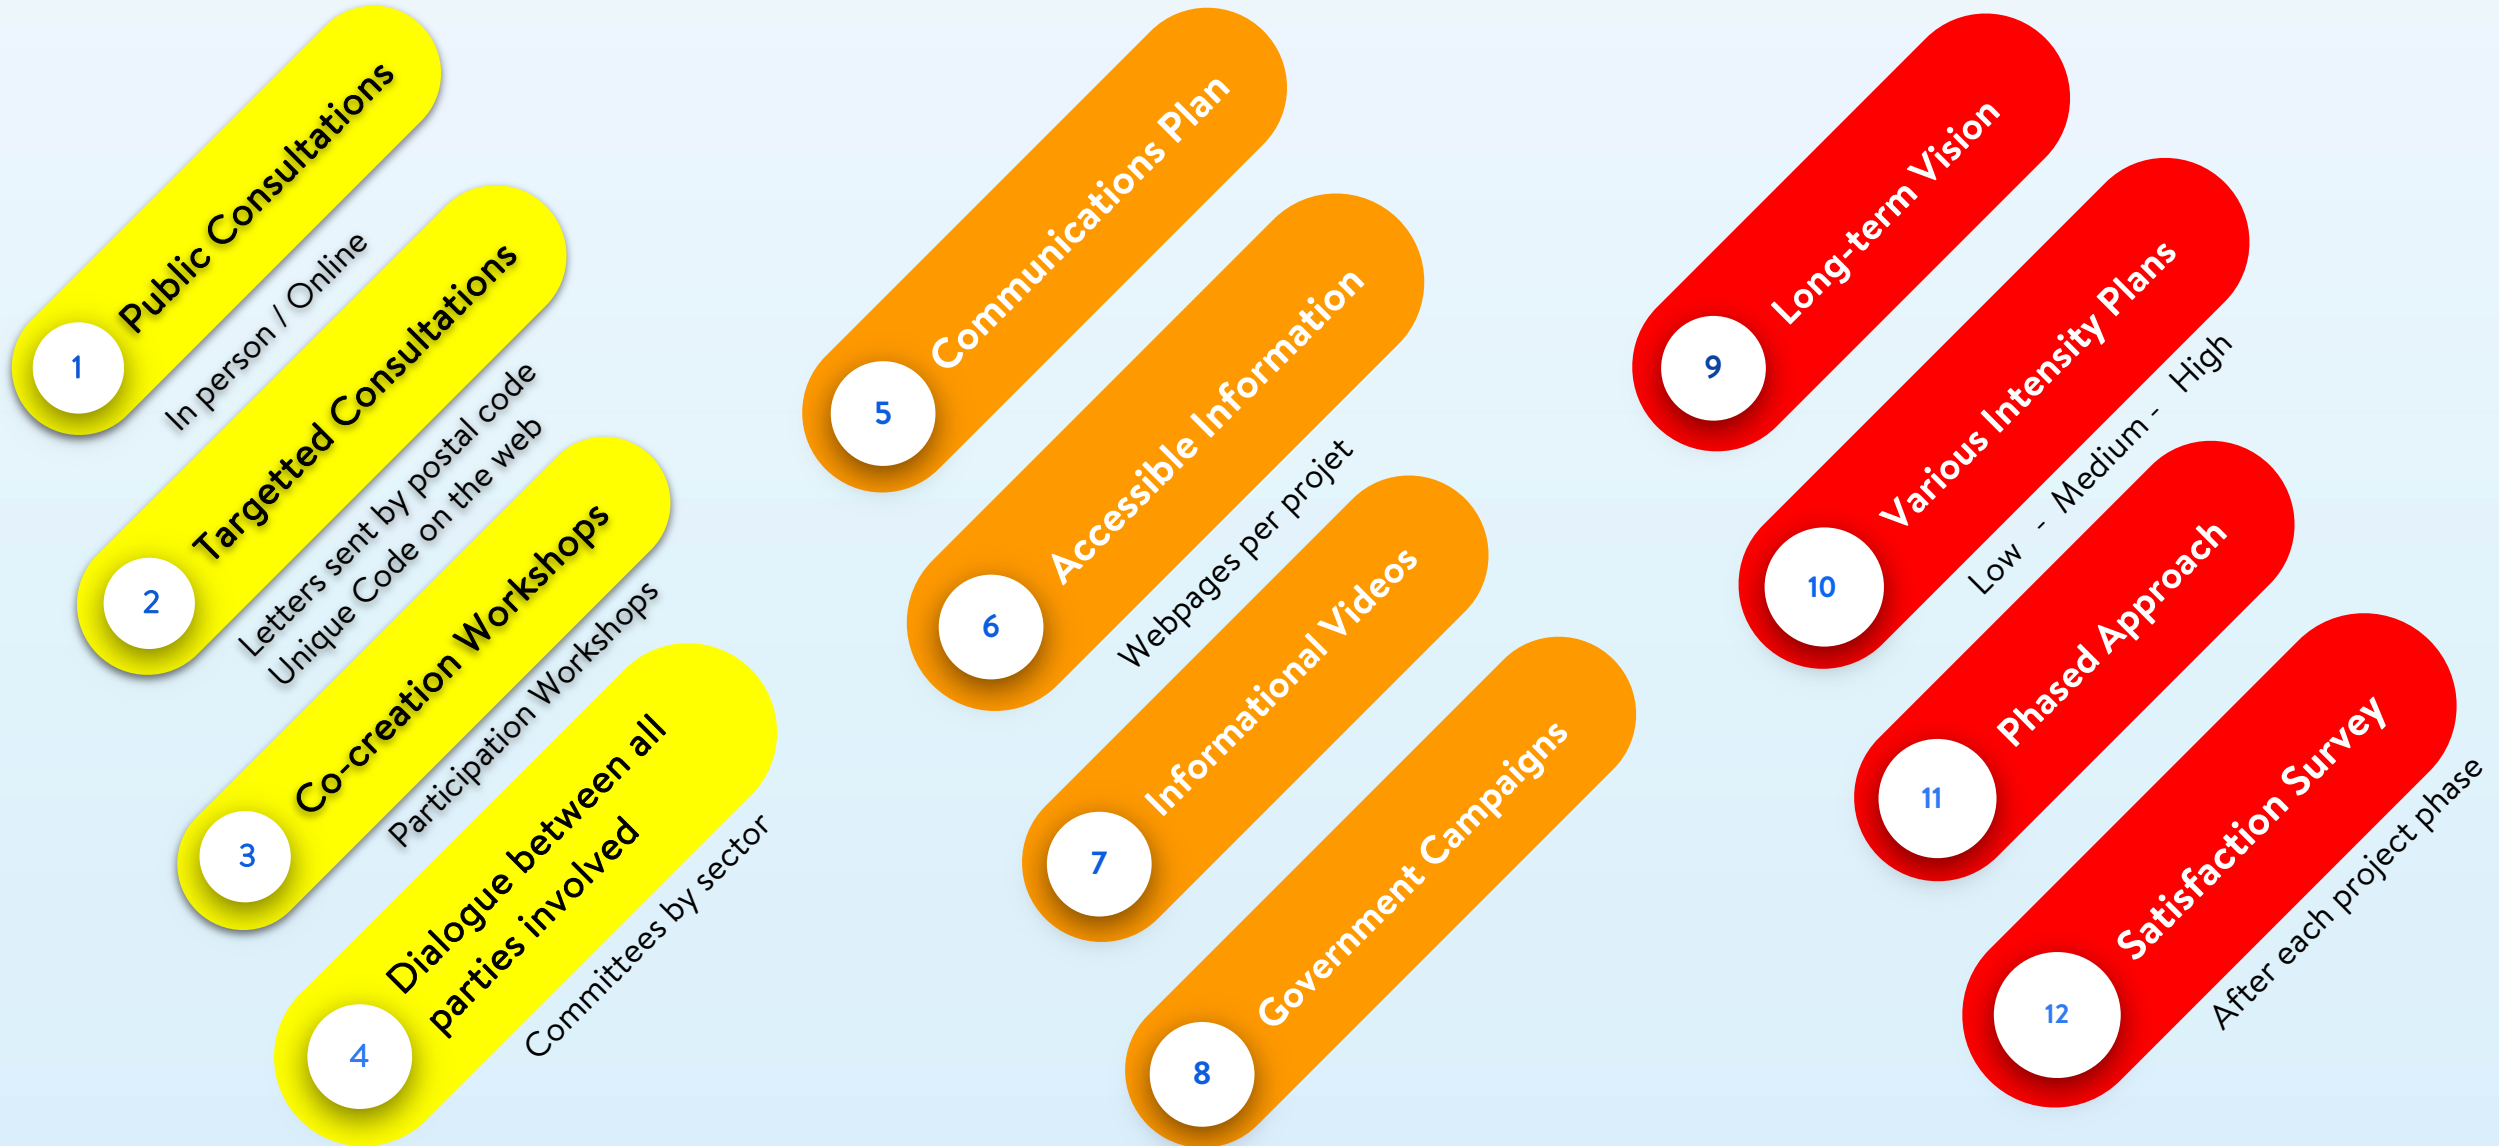 1
Public Consultations
In person / Online
2
Targetted Consultations
Letters sent by postal code
Unique Code on the web
3
Co-creation Workshops
Participation Workshops
4
Dialogue between all
parties involved
Committees by sector
5
Communications Plan
6
Accessible Information
Webpages per projet
7
Informational Videos
8
Government Campaigns
9
Long-term Vision
10
Various Intensity Plans
Low - Medium - High
11
Phased Approach
12
Satisfaction Survey
After each project phase